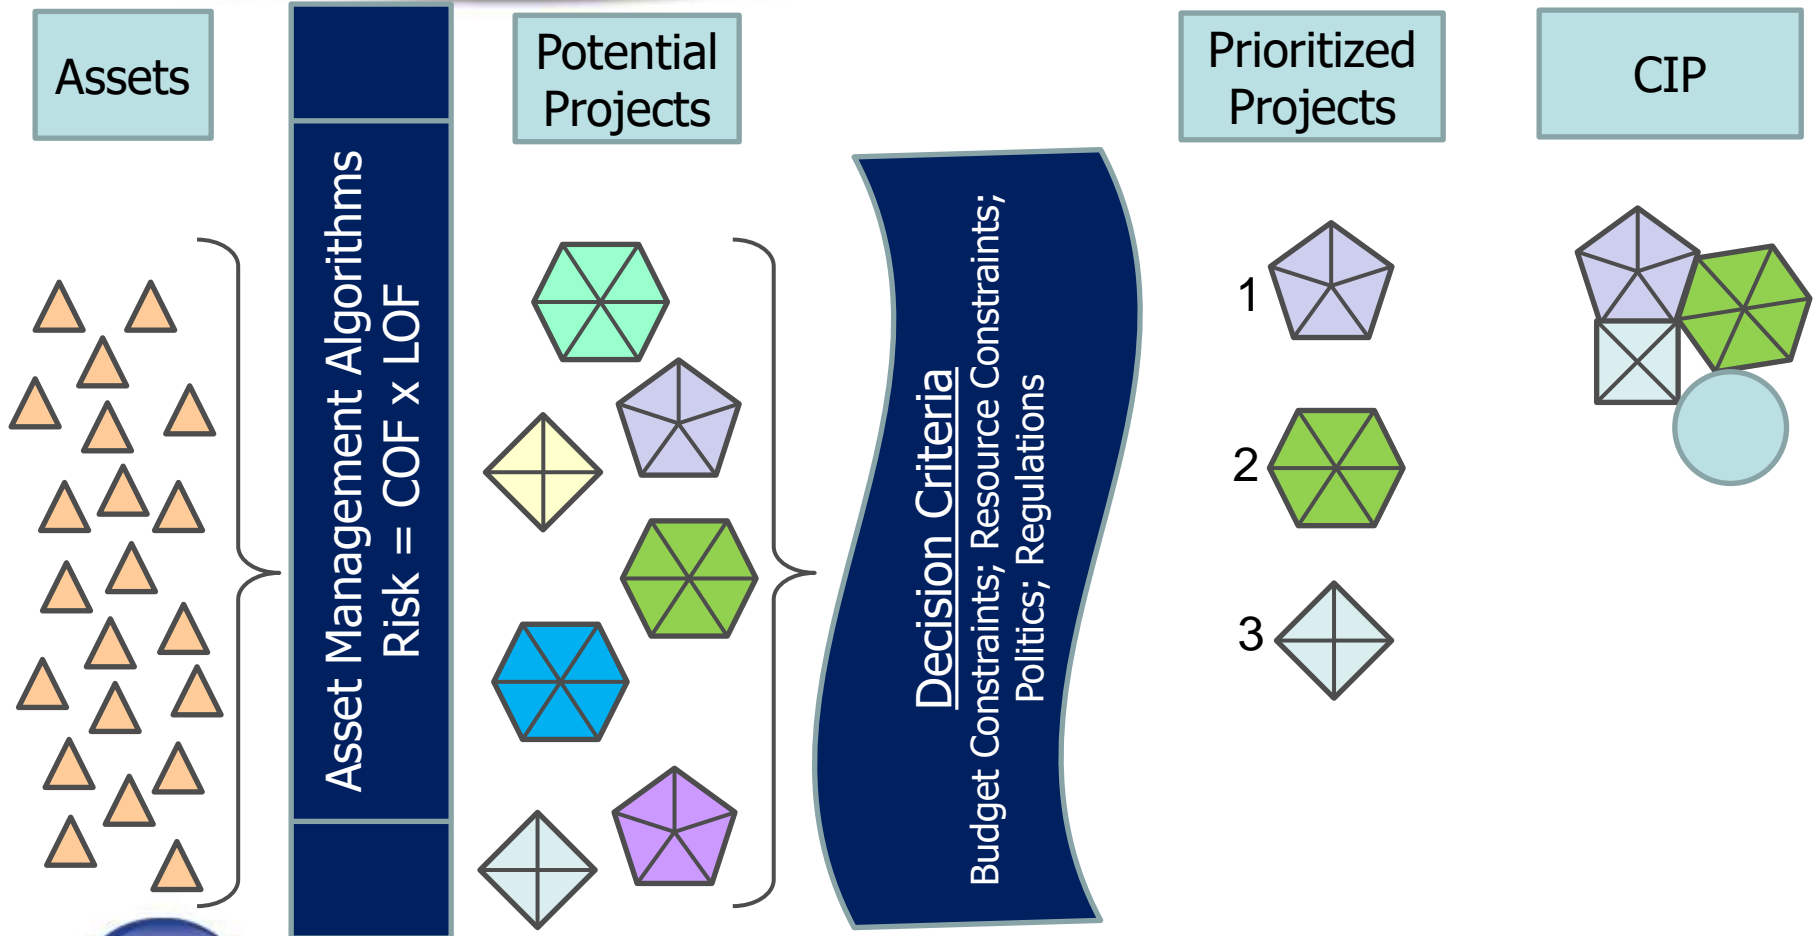 Assets
Asset Management Algorithms
Risk = COF x LOF
Potential
Projects
Decision Criteria
Budget Constraints; Resource Constraints;
Politics; Regulations
Prioritized
Projects
1
2
3
CIP